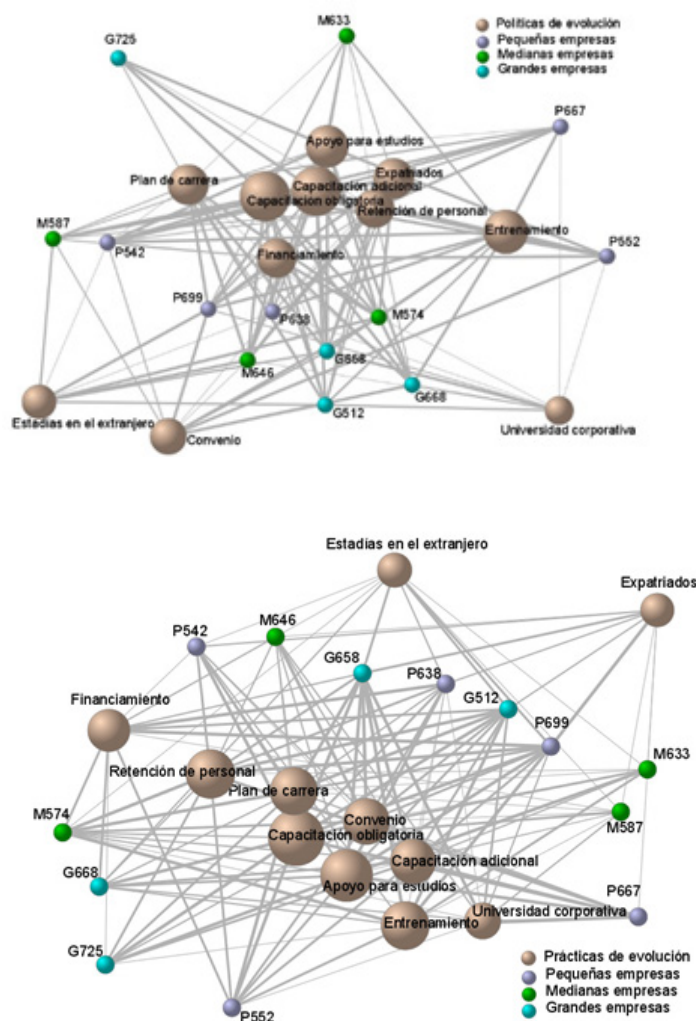 M633
G725
Políticas de evolución
Pequeñas empresas
Medianas empresas
Grandes empresas
P667
Apoyo para estudios
Expatriados
Plan de carrera
Capacitación adicional
Capacitación obligatoria
Retención de personal
Entrenamiento
M587
P542
Financiamiento
P552
P699
P638
M574
M646
G658
G668
G512
Estadías en el extranjero
Convenio
Universidad corporativa
Estadías en el extranjero
Expatriados
M646
P542
G658
P638
G512
Financiamiento
P699
M633
Retención de personal
Plan de carrera
M574
Convenio
M587
Capacitación obligatoria
Capacitación adicional
G668
Apoyo para estudios
P667
Universidad corporativa
Entrenamiento
G725
Prácticas de evolución
Pequeñas empresas
Medianas empresas
Grandes empresas
P552